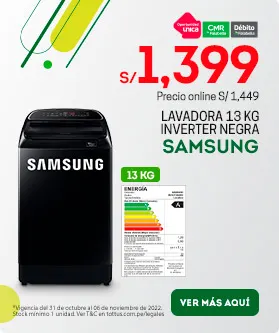 Oportunidad
única
CMR
Falabella
Débito
Falabella
S/1,399
Precio online S/ 1,449
LAVADORA 13 KG
INVERTER NEGRA
SAMSUNG
SAMSUNG
13 KG
ENERGÍA
A
*Vigencia del 31 de octubre al 06 de noviembre de 2022.
Stock mínimo 1 unidad. Ver T&C en tottus.com.pe/legales
VER MÁS AQUÍ